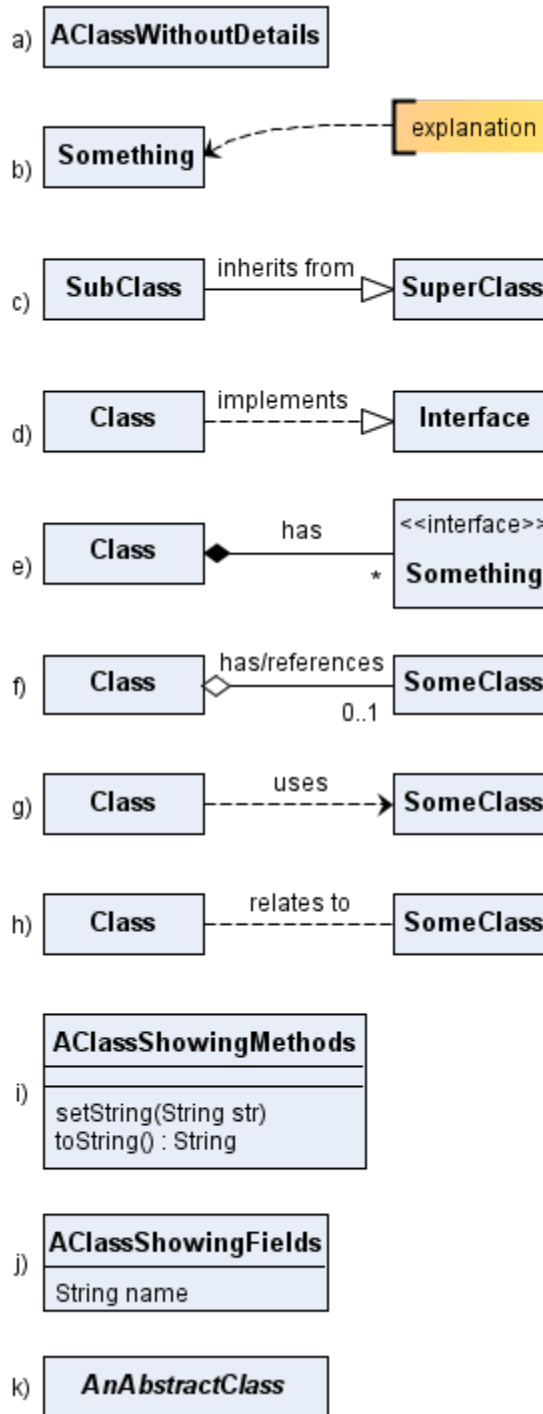 a) AClassWithoutDetails
explanation
b) Something
inherits from
c) SubClass SuperClass
implements
d) Class Interface
<<interface>>
has
e) Class * Something
has/references
f) Class SomeClass
0..1
uses
g) Class SomeClass
relates to
h) Class SomeClass
AClassShowingMethods
i)
setString(String str)
toString() : String
AClassShowingFields
j)
String name
k) AnAbstractClass